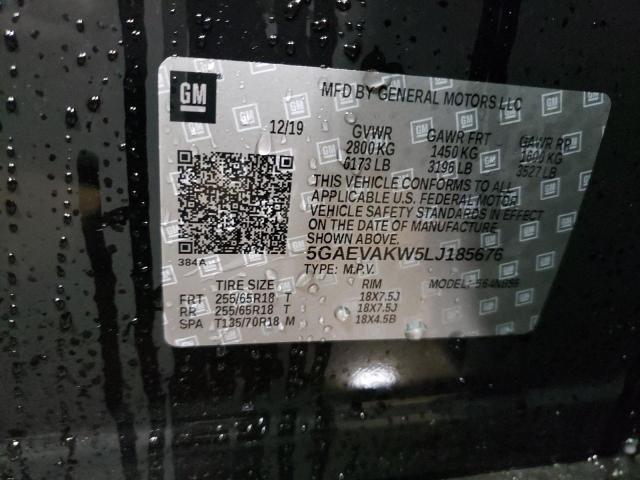 GM
MFD BY GENERAL MOTORS LLC
12/19 GVWR GAWR FRT GAWR RR
2800 KG 1450 KG 1600 KG
6173 LB 3196 LB 3527 LB
THIS VEHICLE CONFORMS TO ALL
APPLICABLE U.S. FEDERAL MOTOR
VEHICLE SAFETY STANDARDS IN EFFECT
ON THE DATE OF MANUFACTURE
SHOWN ABOVE.
384A 5GAEVAKW5LJ185676
TYPE: M.P.V. MODEL:
TIRE SIZE RIM
FRT 255/65R18 T 18X7.5J
RR 255/65R18 T 18X7.5J
SPA T135/70R18 M 18X4.5B